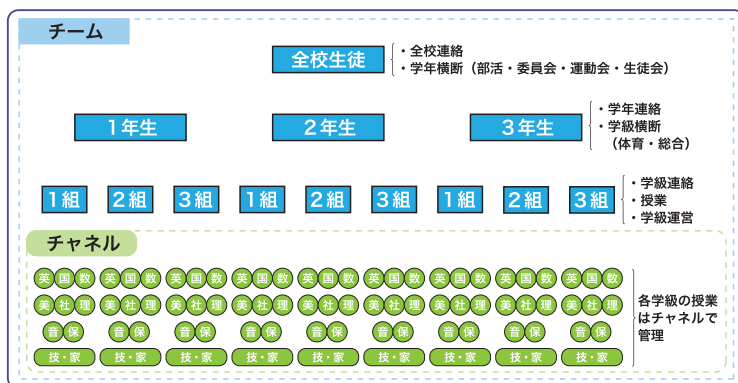 チーム
全校生徒
・全校連絡
・学年横断（部活・委員会・運動会・生徒会）
1年生 2年生 3年生
・学年連絡
・学級横断
（体育・総合）
1組 2組 3組 1組 2組 3組 1組 2組 3組
・学級連絡
・授業
・学級運営
チャネル
英国数 英国数 英国数 英国数 英国数 英国数 英国数 英国数 英国数
美社理 美社理 美社理 美社理 美社理 美社理 美社理 美社理 美社理
音保 音保 音保 音保 音保 音保 音保 音保 音保
技・家 技・家 技・家 技・家 技・家 技・家 技・家 技・家 技・家
各学級の授業
はチャネルで
管理